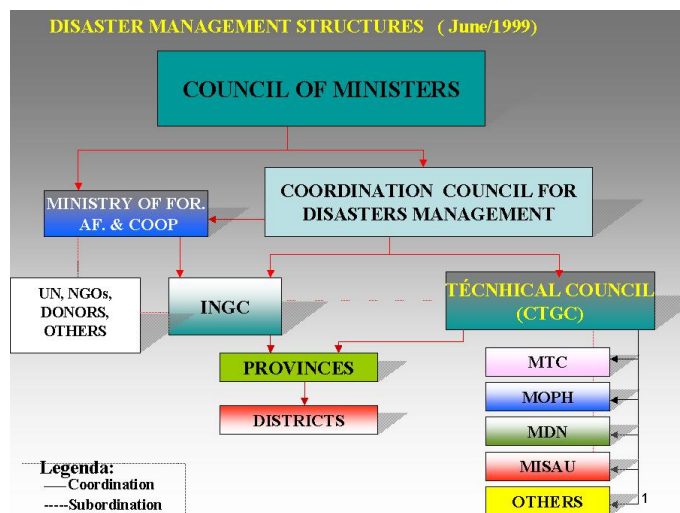 DISASTER MANAGEMENT STRUCTURES ( June/1999)
COUNCIL OF MINISTERS
MINISTRY OF FOR.
AF. & COOP
COORDINATION COUNCIL FOR
DISASTERS MANAGEMENT
UN, NGOs,
DONORS,
OTHERS
INGC
TÉCNHICAL COUNCIL
(CTGC)
PROVINCES
DISTRICTS
MTC
MOPH
MDN
MISAU
OTHERS
Legenda:
Coordination
Subordination
1